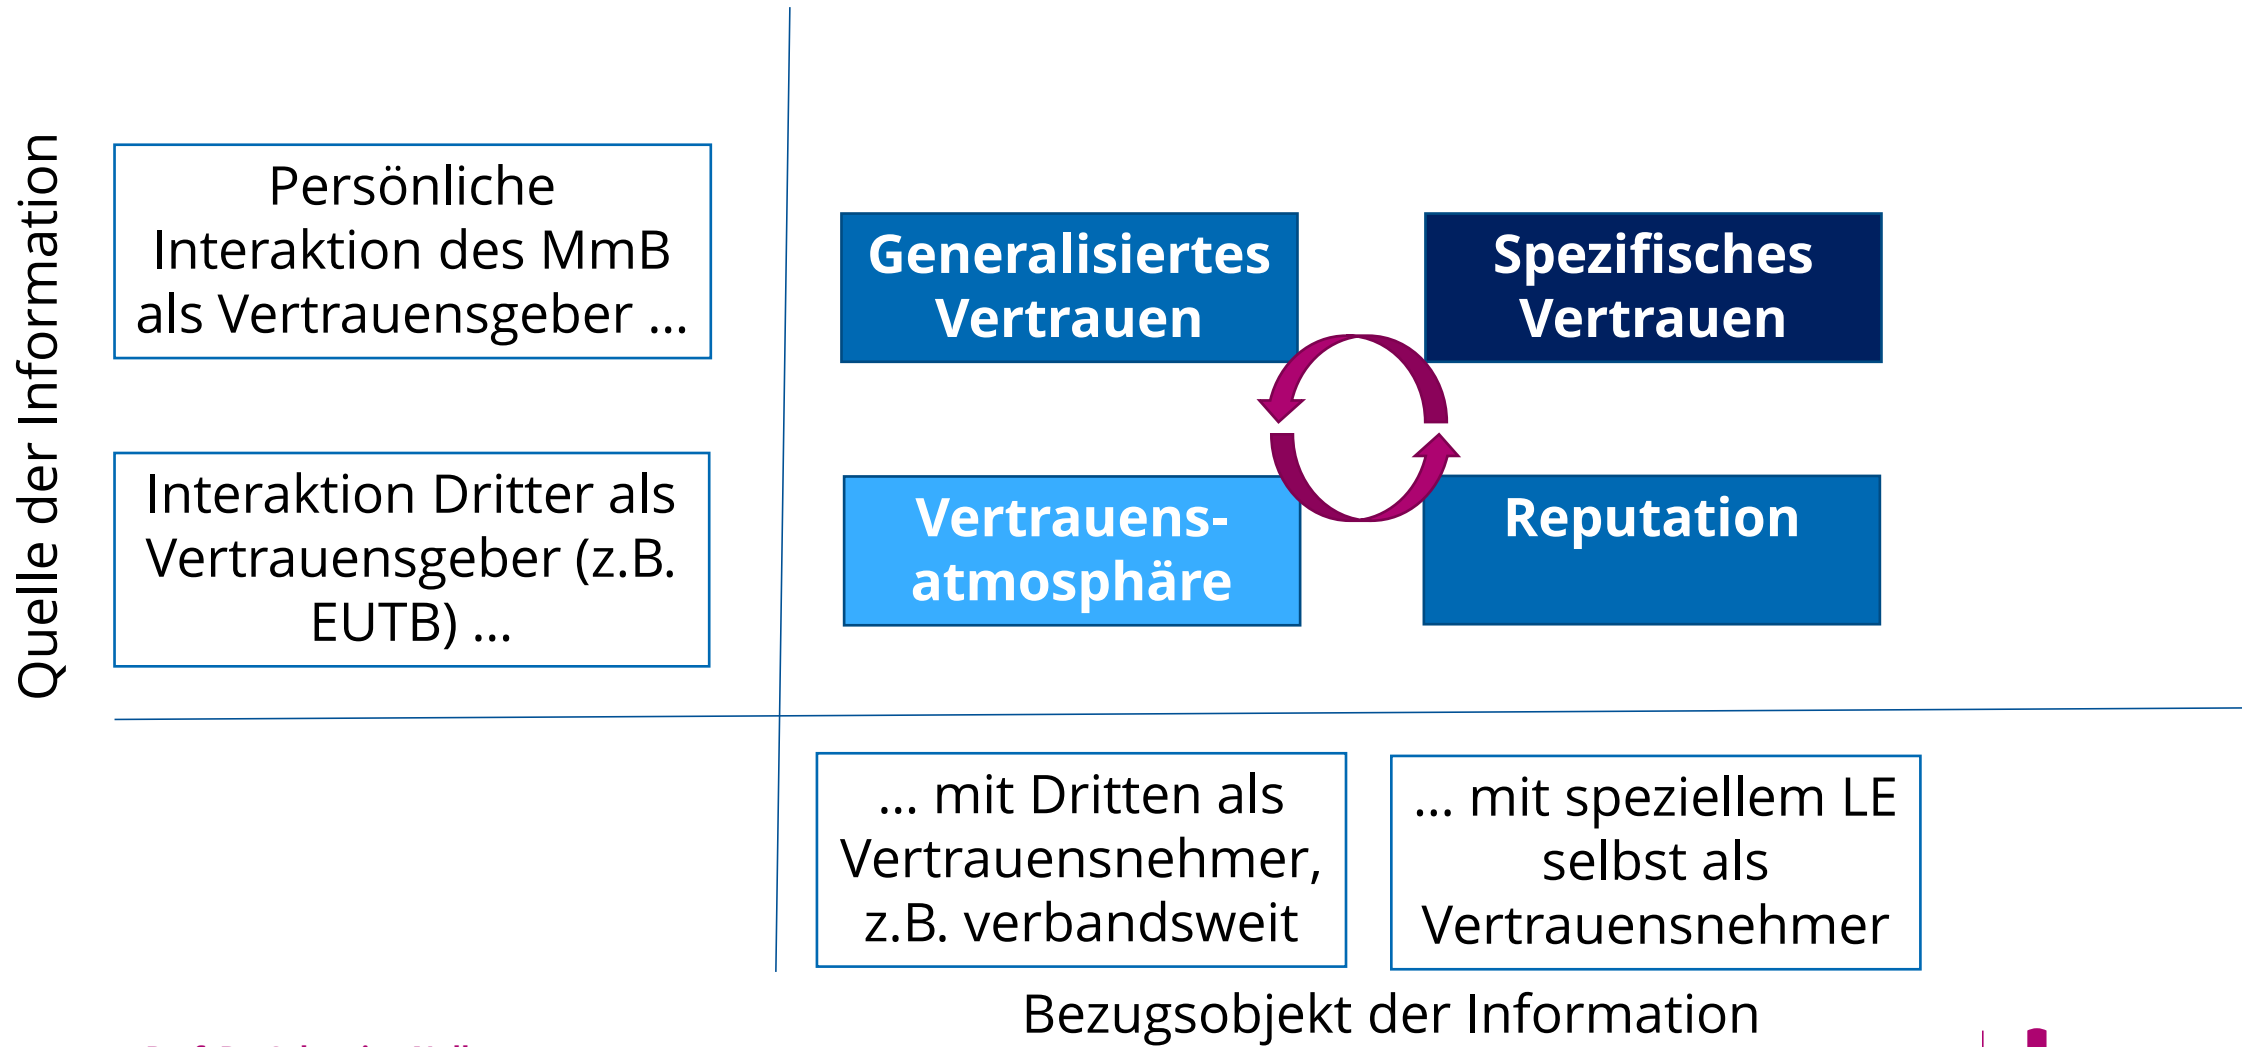 Quelle der Information
Persönliche
Interaktion des MmB
als Vertrauensgeber ...
Generalisiertes
Vertrauen
Spezifisches
Vertrauen
Interaktion Dritter als
Vertrauensgeber (z.B.
EUTB) ...
Vertrauens-
atmosphäre
Reputation
... mit Dritten als
Vertrauensnehmer,
z.B. verbandsweit
... mit speziellem LE
selbst als
Vertrauensnehmer
Bezugsobjekt der Information